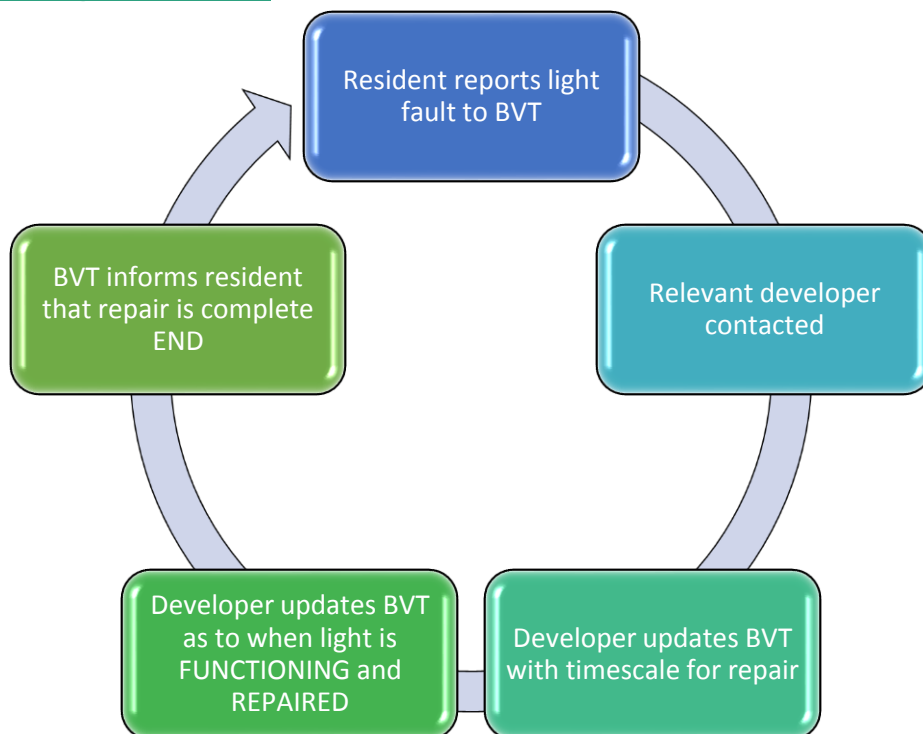 Resident reports light
fault to BVT
Relevant developer
contacted
Developer updates BVT
with timescale for repair
Developer updates BVT
as to when light is
FUNCTIONING and
REPAIRED
BVT informs resident
that repair is complete
END